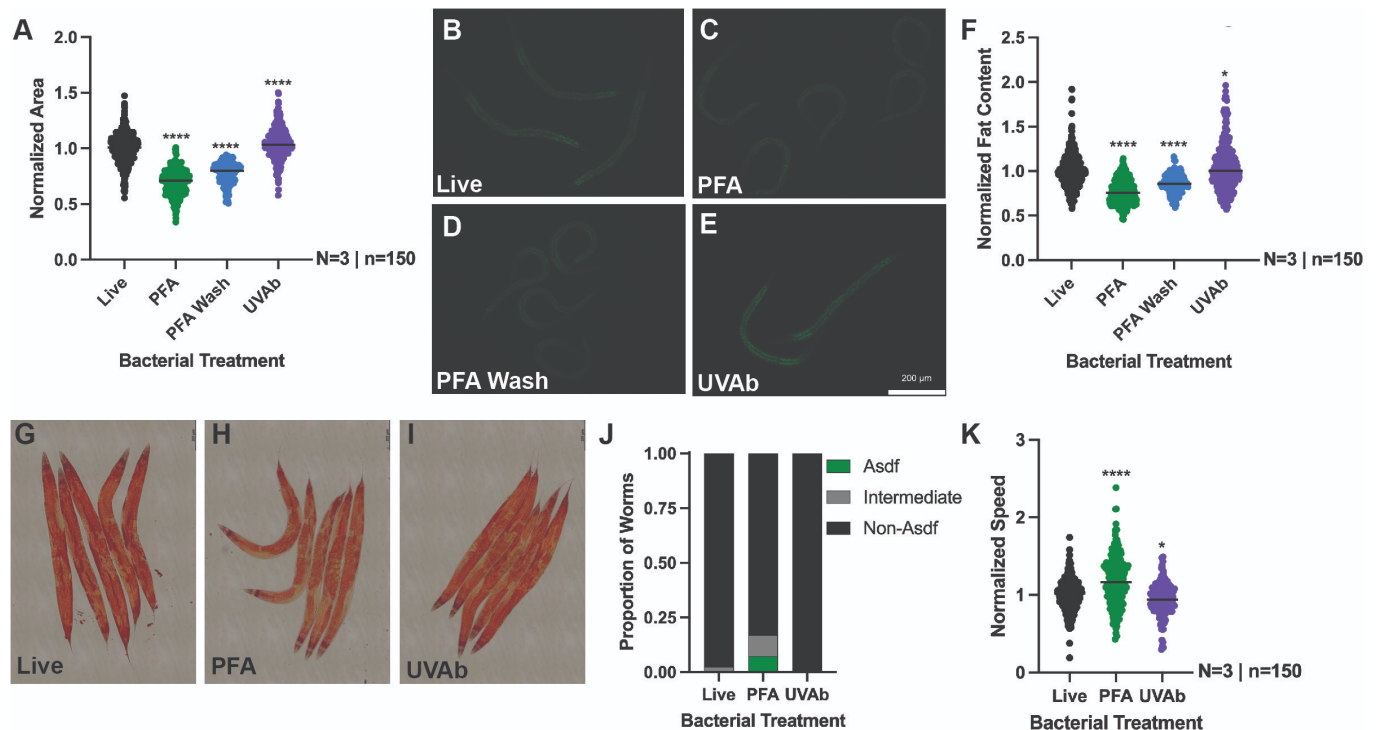 A
Normalized Area
2.0
1.5
1.0
0.5
0.0
****
****
****
N=3 | n=150
Live
PFA
PFA Wash
UVAb
Bacterial Treatment
B
Live
C
PFA
D
PFA Wash
E
UVAb
200 µm
F
Normalized Fat Content
2.5
2.0
1.5
1.0
0.5
0.0
****
****
*
N=3 | n=150
Live
PFA
PFA Wash
UVAb
Bacterial Treatment
G
Live
H
PFA
I
UVAb
J
Proportion of Worms
1.00
0.75
0.50
0.25
0.00
Asdf
Intermediate
Non-Asdf
Live PFA UVAb
Bacterial Treatment
K
Normalized Speed
3
2
1
0
****
*
N=3 | n=150
Live PFA UVAb
Bacterial Treatment